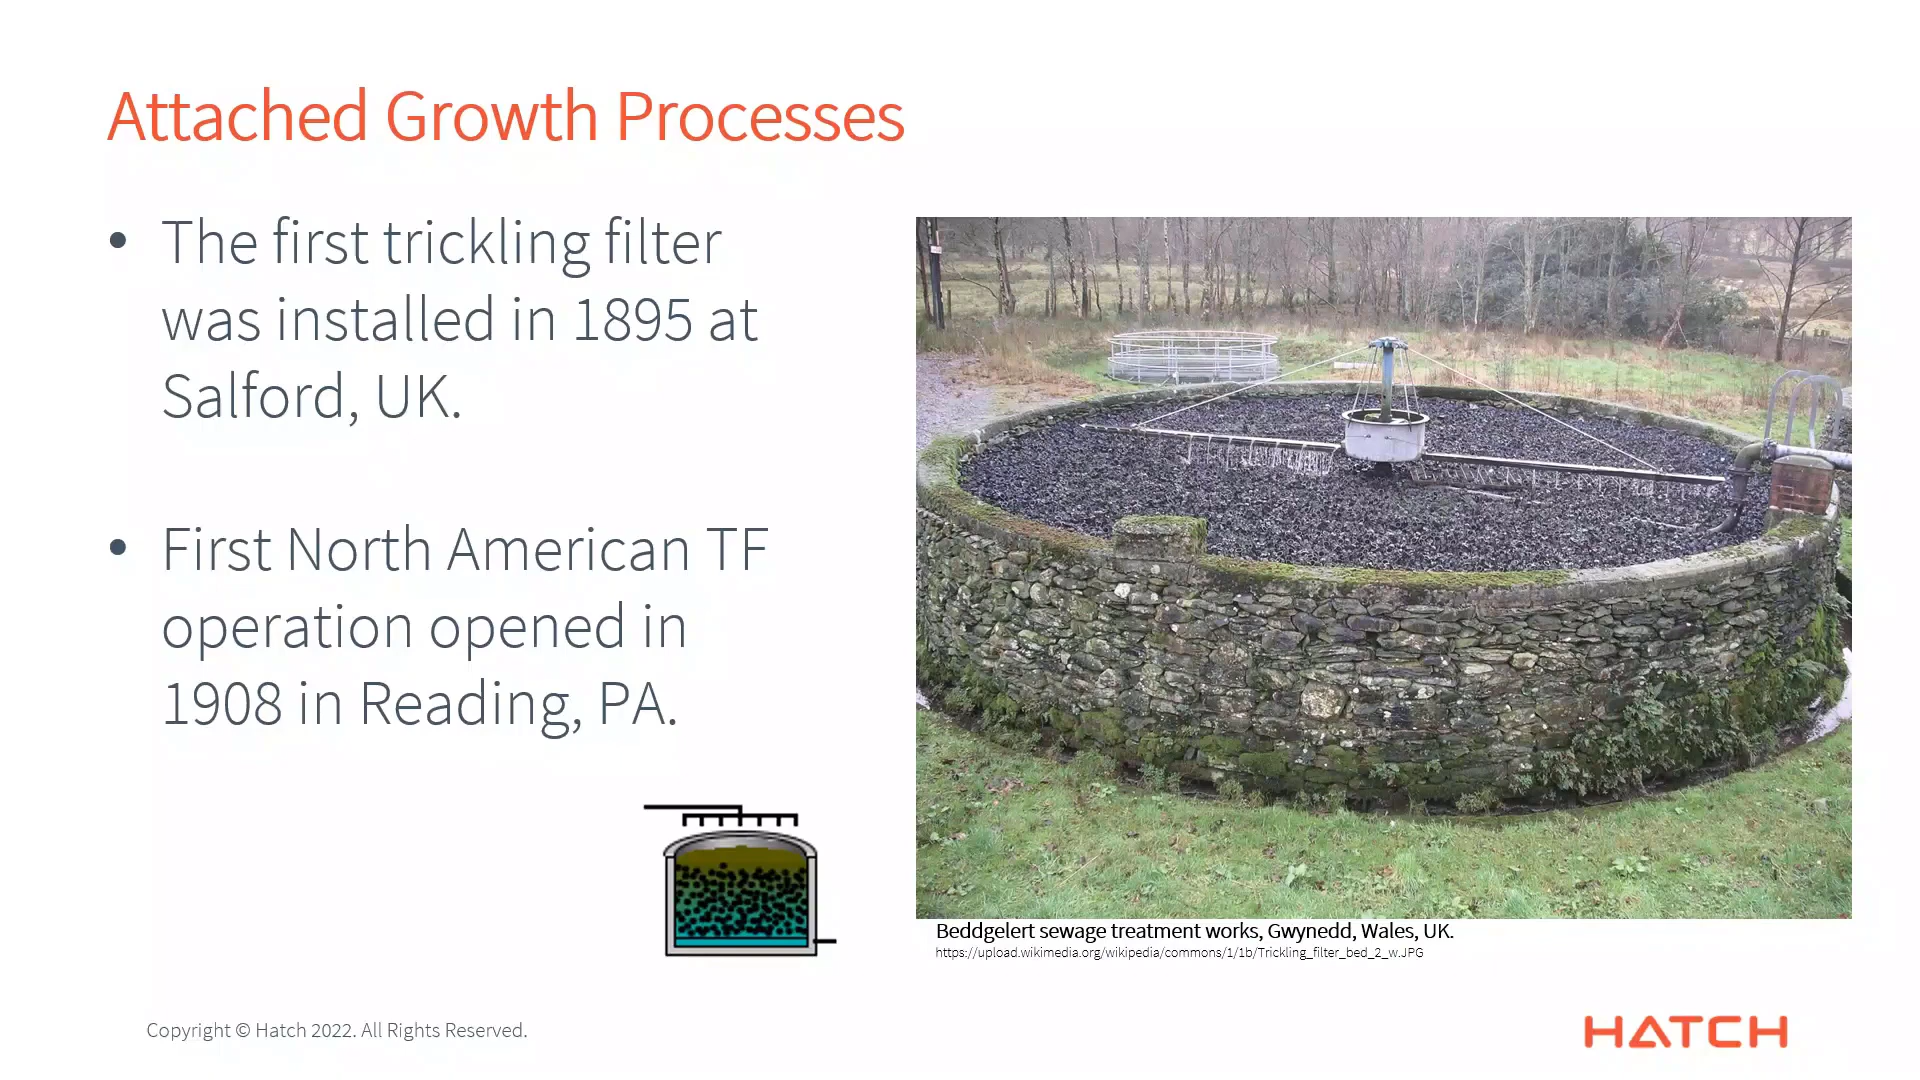 Attached Growth Processes
• The first trickling filter
was installed in 1895 at
Salford, UK.
• First North American TF
operation opened in
1908 in Reading, PA.
Beddgelert sewage treatment works, Gwynedd, Wales, UK.
https://upload.wikimedia.org/wikipedia/commons/1/1b/Trickling_filter_bed_2_w.JPG
Copyright © Hatch 2022. All Rights Reserved.
HATCH